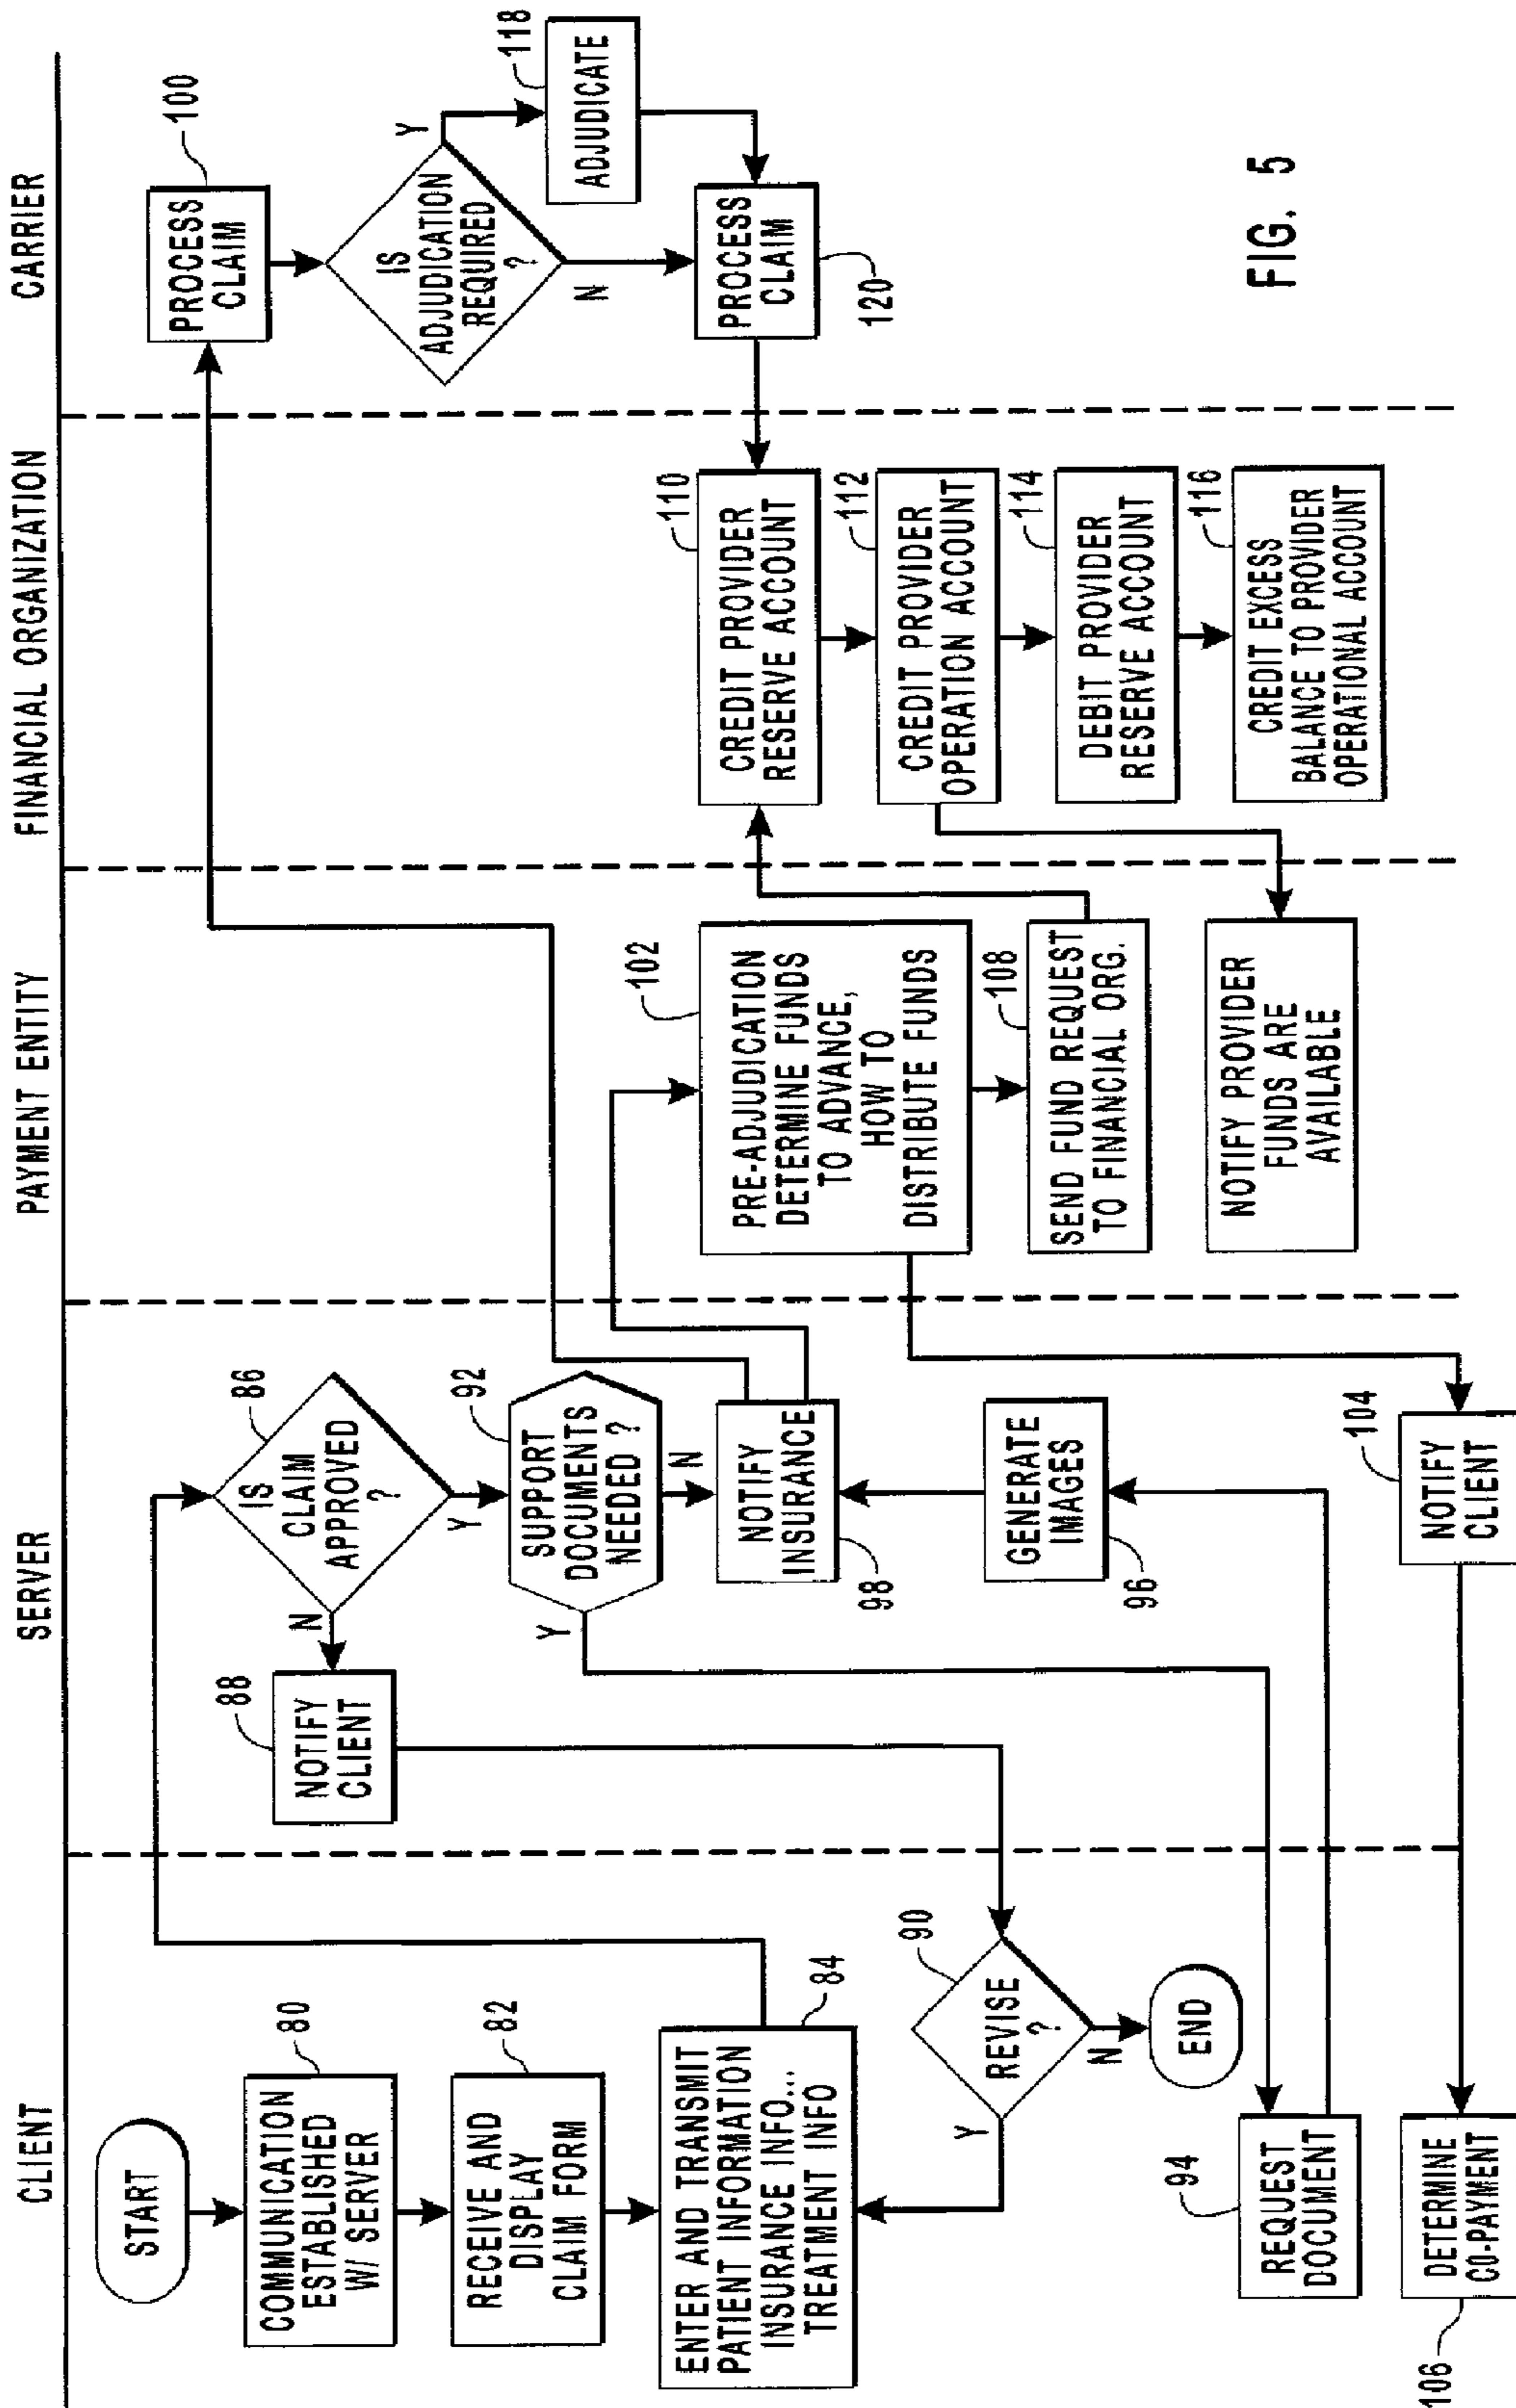 CLIENT
SERVER
PAYMENT ENTITY
FINANCIAL ORGANIZATION
CARRIER
START
COMMUNICATION
ESTABLISHED
W/ SERVER
80
RECEIVE AND
DISPLAY
CLAIM FORM
82
ENTER AND TRANSMIT
PATIENT INFORMATION
INSURANCE INFO...
TREATMENT INFO
84
REVISE
?
90
Y
N
END
REQUEST
DOCUMENT
94
DETERMINE
CO-PAYMENT
106
IS
CLAIM
APPROVED
?
86
N
Y
NOTIFY
CLIENT
88
SUPPORT
DOCUMENTS
NEEDED ?
92
Y
N
NOTIFY
INSURANCE
98
GENERATE
IMAGES
96
NOTIFY
CLIENT
104
PRE-ADJUDICATION
DETERMINE FUNDS
TO ADVANCE,
HOW TO
DISTRIBUTE FUNDS
102
SEND FUND REQUEST
TO FINANCIAL ORG.
108
NOTIFY PROVIDER
FUNDS ARE
AVAILABLE
CREDIT PROVIDER
RESERVE ACCOUNT
110
CREDIT PROVIDER
OPERATION ACCOUNT
112
DEBIT PROVIDER
RESERVE ACCOUNT
114
CREDIT EXCESS
BALANCE TO PROVIDER
OPERATIONAL ACCOUNT
116
PROCESS
CLAIM
100
IS
ADJUDICATION
REQUIRED
?
Y
N
ADJUDICATE
118
PROCESS
CLAIM
120
FIG. 5